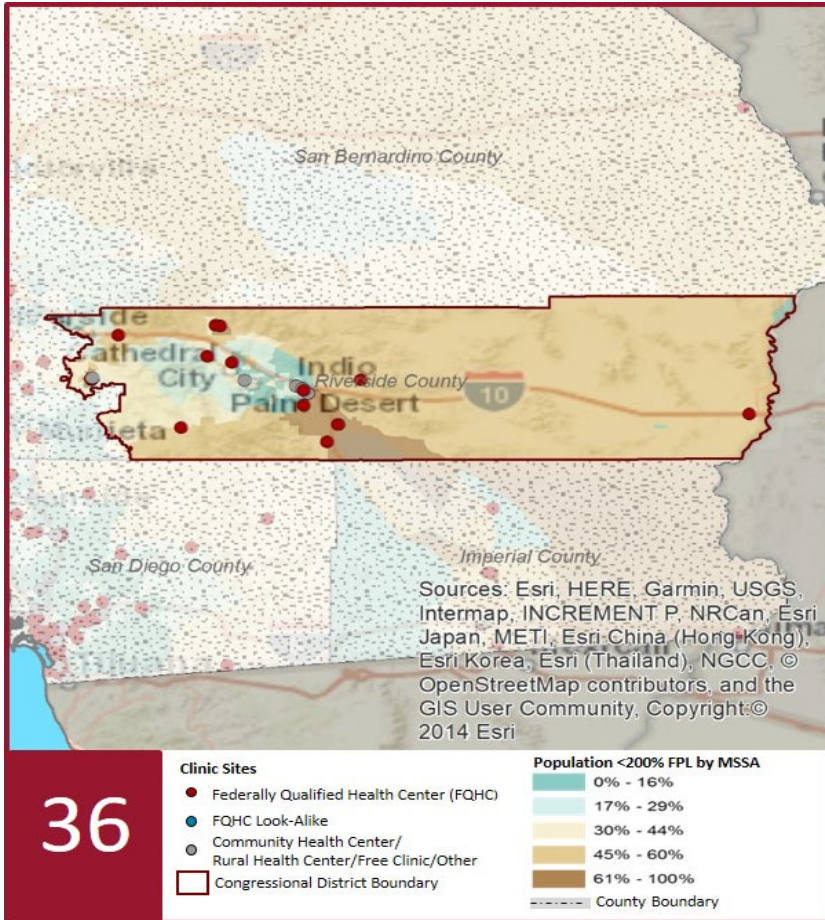 San Bernardino County
Cathedral
City
Indio
Riverside County
10
Palm Desert
Murrieta
San Diego County
Imperial County
Sources: Esri, HERE, Garmin, USGS,
Intermap, INCREMENT P, NRCan, Esri
Japan, METI, Esri China (Hong Kong),
Esri Korea, Esri (Thailand), NGCC, ©
OpenStreetMap contributors, and the
GIS User Community, Copyright:©
2014 Esri
36
Clinic Sites
Federally Qualified Health Center (FQHC)
FQHC Look-Alike
Community Health Center/
Rural Health Center/Free Clinic/Other
Congressional District Boundary
Population <200% FPL by MSSA
0% - 16%
17% - 29%
30% - 44%
45% - 60%
61% - 100%
County Boundary